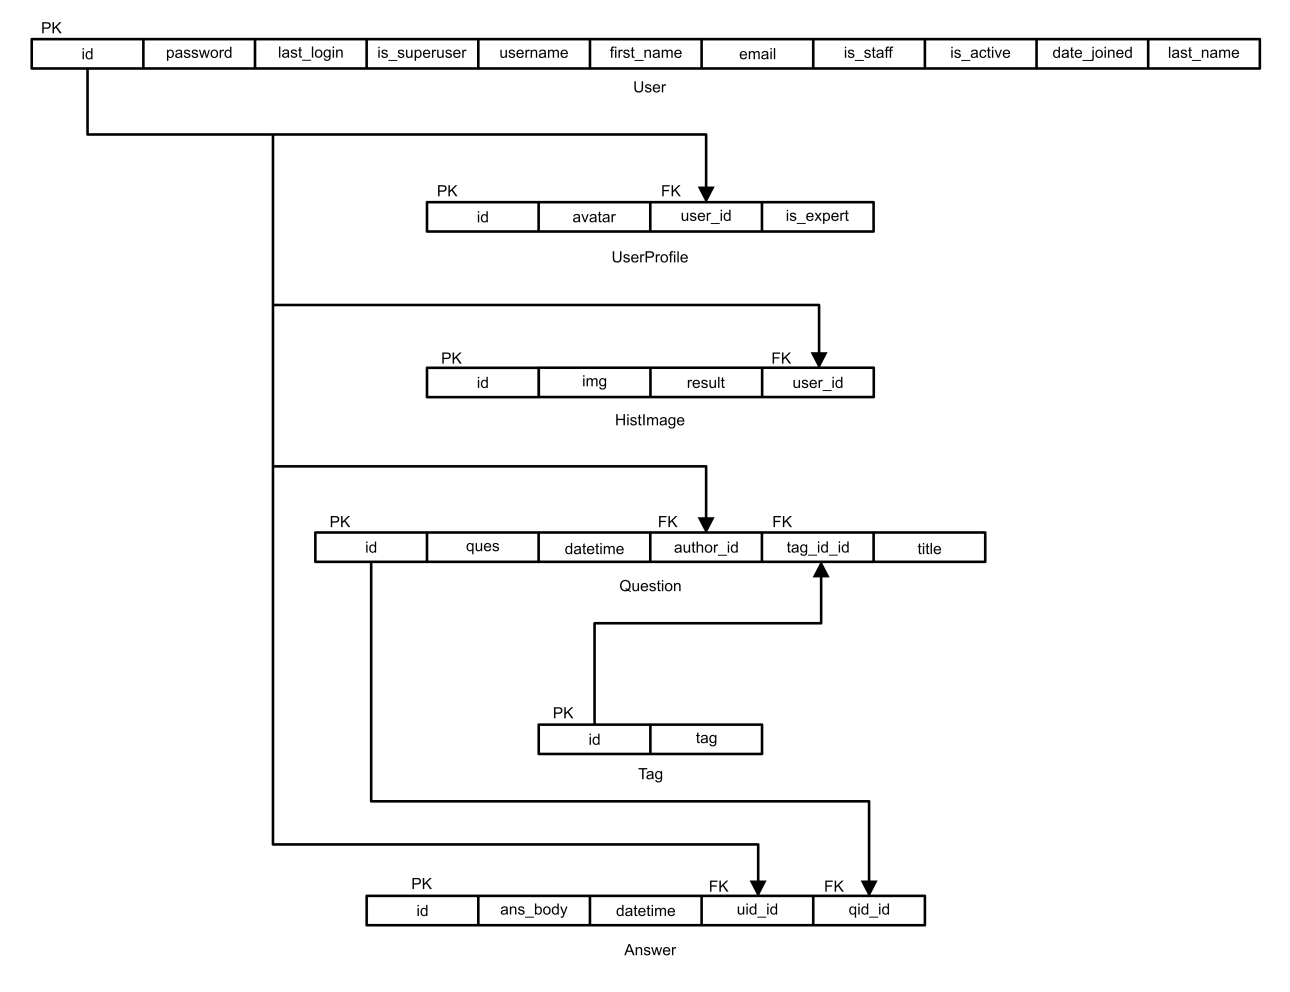 PK
id password last_login is_superuser username first_name email is_staff is_active date_joined last_name
User
PK FK
id avatar user_id is_expert
UserProfile
PK FK
id img result user_id
HistImage
PK FK FK
id ques datetime author_id tag_id_id title
Question
PK
id tag
Tag
PK FK FK
id ans_body datetime uid_id qid_id
Answer